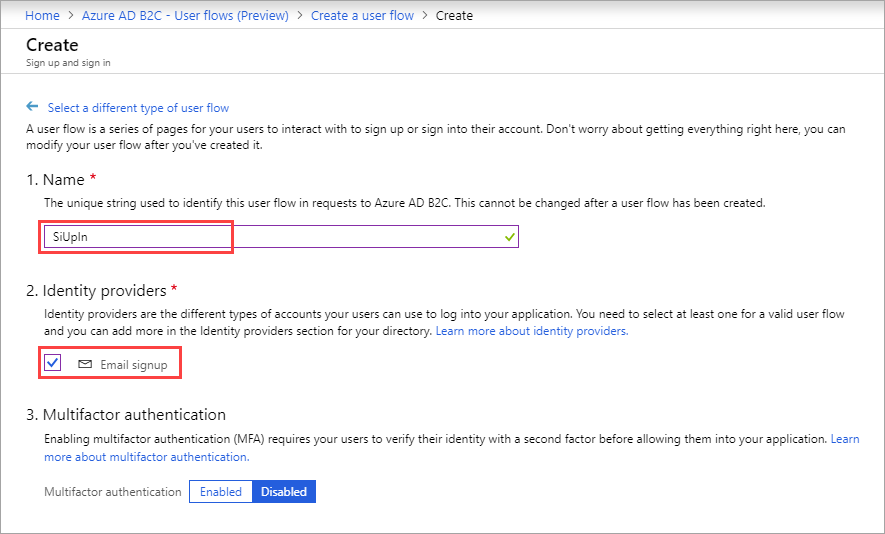 Home > Azure AD B2C - User flows (Preview) > Create a user flow > Create
Create
Sign up and sign in
← Select a different type of user flow
A user flow is a series of pages for your users to interact with to sign up or sign into their account. Don't worry about getting everything right here, you can
modify your user flow after you've created it.
1. Name *
The unique string used to identify this user flow in requests to Azure AD B2C. This cannot be changed after a user flow has been created.
SiUpIn
2. Identity providers *
Identity providers are the different types of accounts your users can use to log into your application. You need to select at least one for a valid user flow
and you can add more in the Identity providers section for your directory. Learn more about identity providers.
Email signup
3. Multifactor authentication
Enabling multifactor authentication (MFA) requires your users to verify their identity with a second factor before allowing them into your application. Learn
more about multifactor authentication.
Multifactor authentication Enabled Disabled